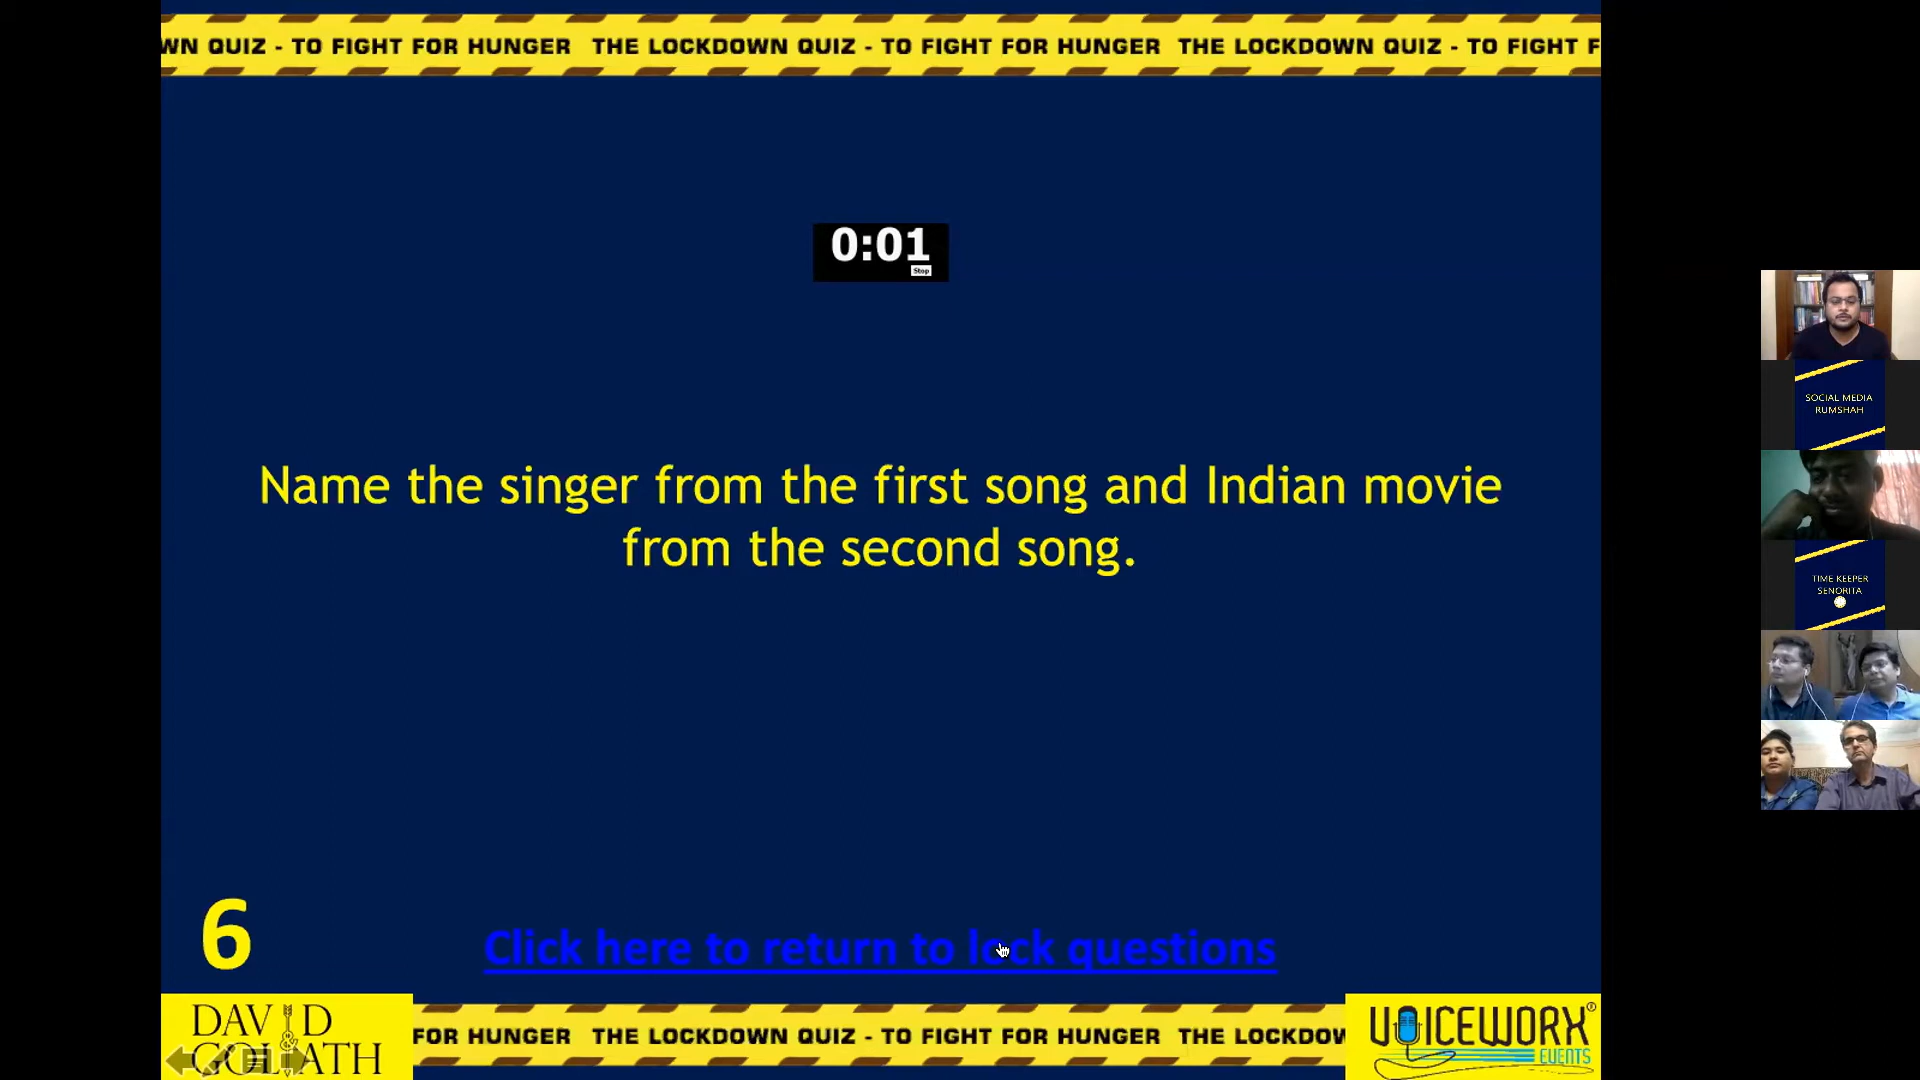 WN QUIZ - TO FIGHT FOR HUNGER THE LOCKDOWN QUIZ - TO FIGHT FOR HUNGER THE LOCKDOWN QUIZ - TO FIGHT F
0:01
Stop
Name the singer from the first song and Indian movie
from the second song.
SOCIAL MEDIA
RUMSHAH
TIME KEEPER
SENORITA
6
Click here to return to lock questions
DAVID
&
GOLIATH
FOR HUNGER THE LOCKDOWN QUIZ - TO FIGHT FOR HUNGER THE LOCKDOW
VOICEWORX®
EVENTS